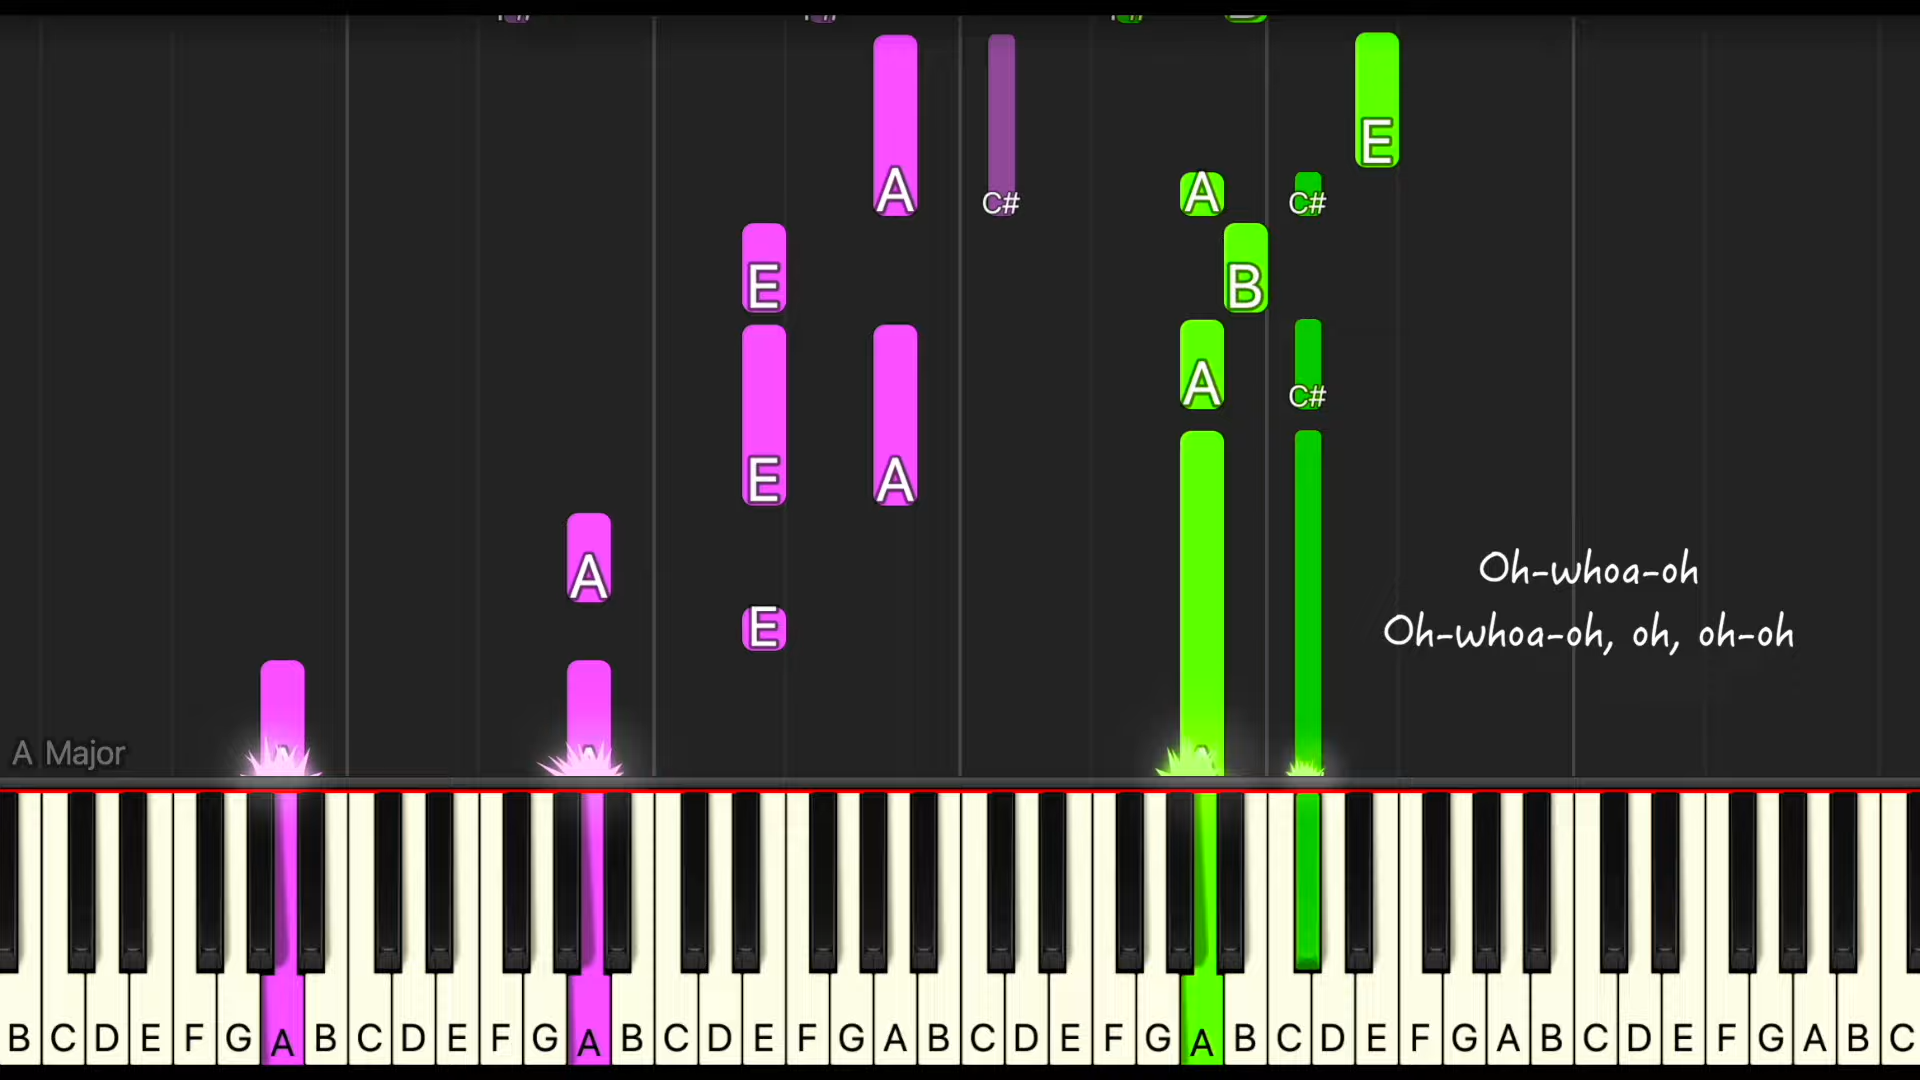 A C#
E
A C#
E B
A C#
E A
A
E
Oh-whoa-oh
Oh-whoa-oh, oh, oh-oh
A Major
B C D E F G A B C D E F G A B C D E F G A B C D E F G A B C D E F G A B C D E F G A B C